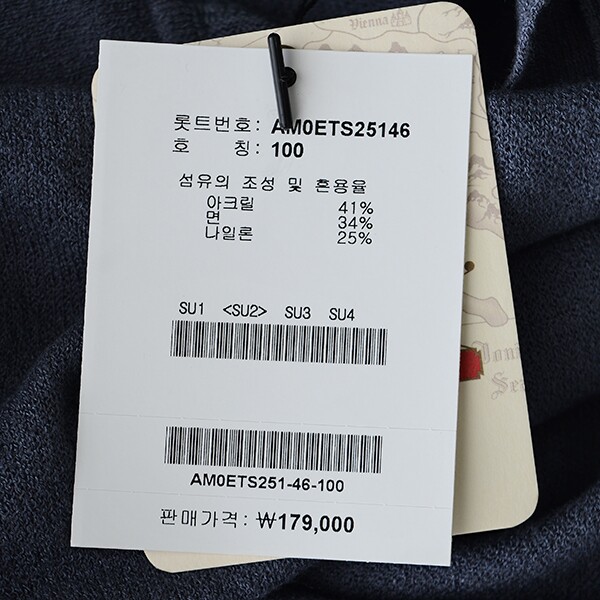 Vienna
롯트번호: AM0ETS25146
호 칭: 100
섬유의 조성 및 혼용율
아크릴 41%
면 34%
나일론 25%
SU1 <SU2> SU3 SU4
AM0ETS251-46-100
판매가격: ₩179,000